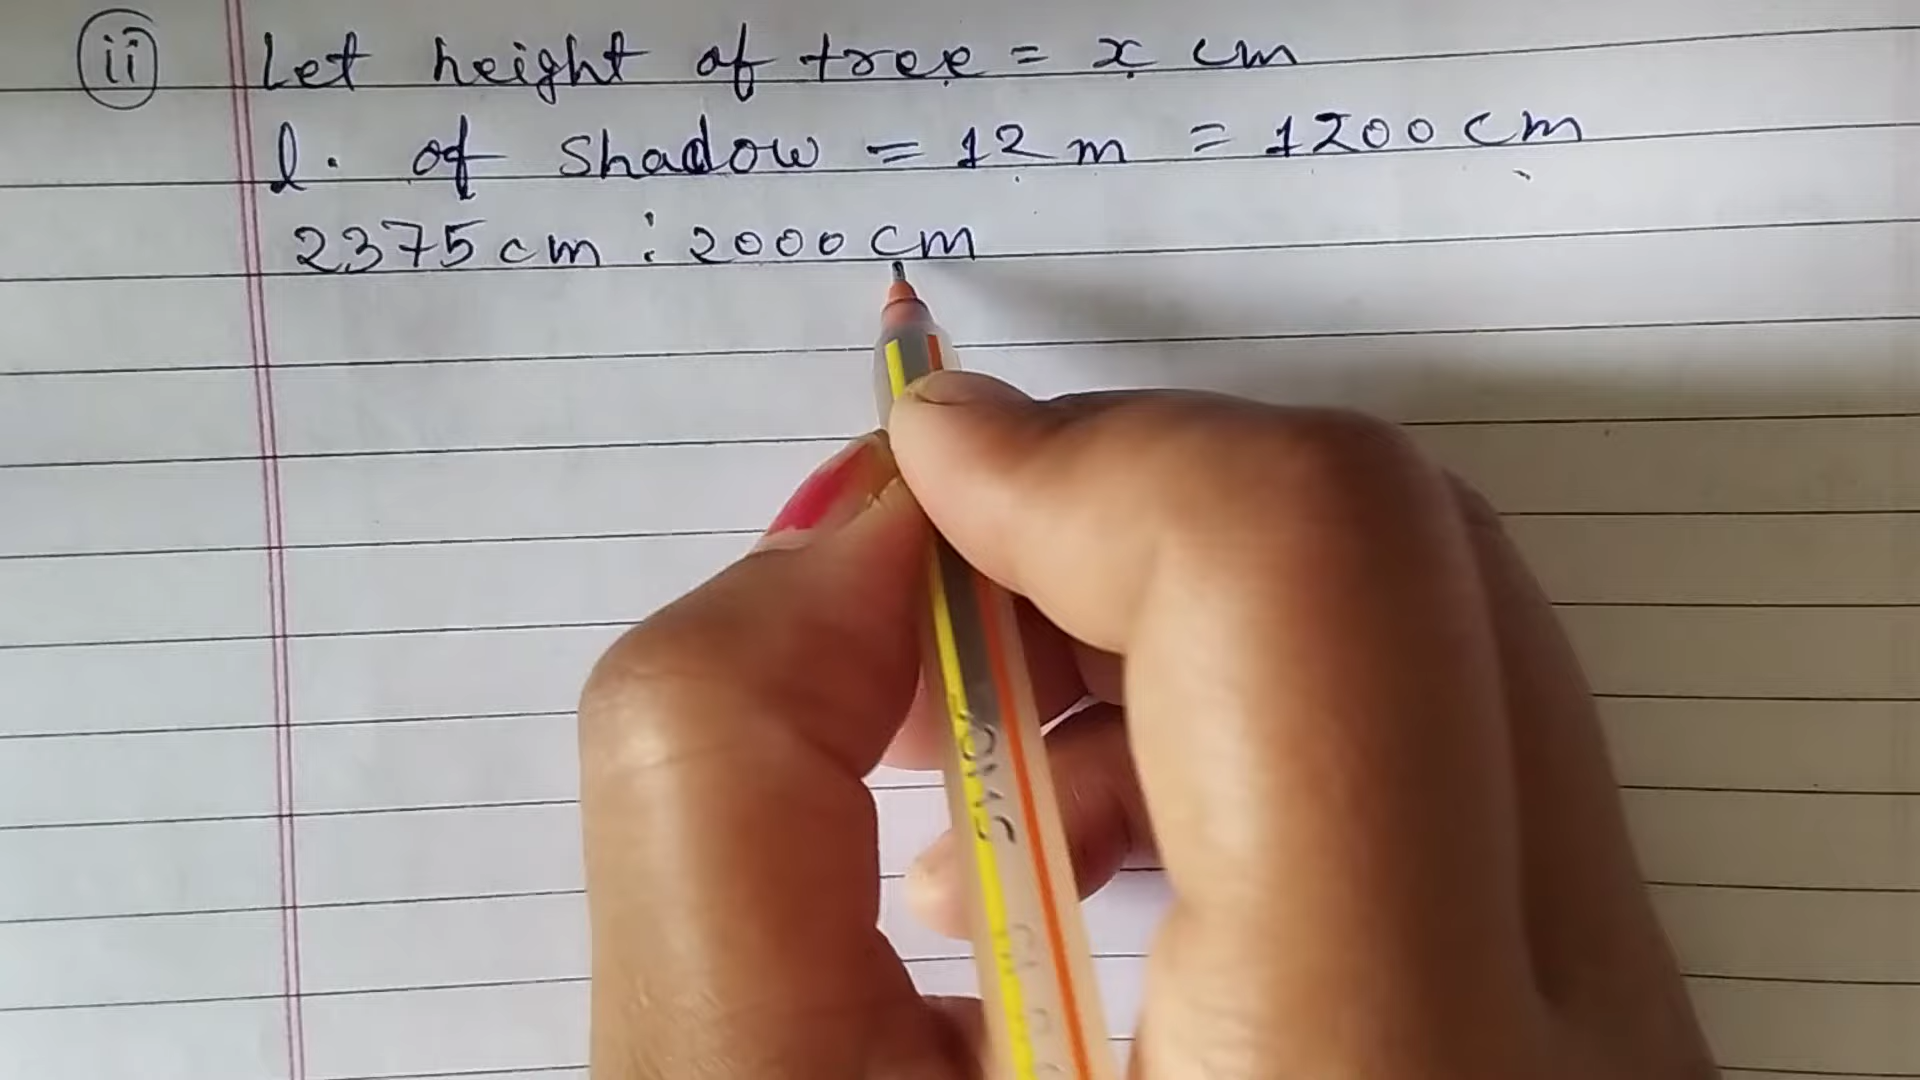 ii Let height of tree = x cm
l. of shadow = 12 m = 1200 cm
2375 cm : 2000 cm